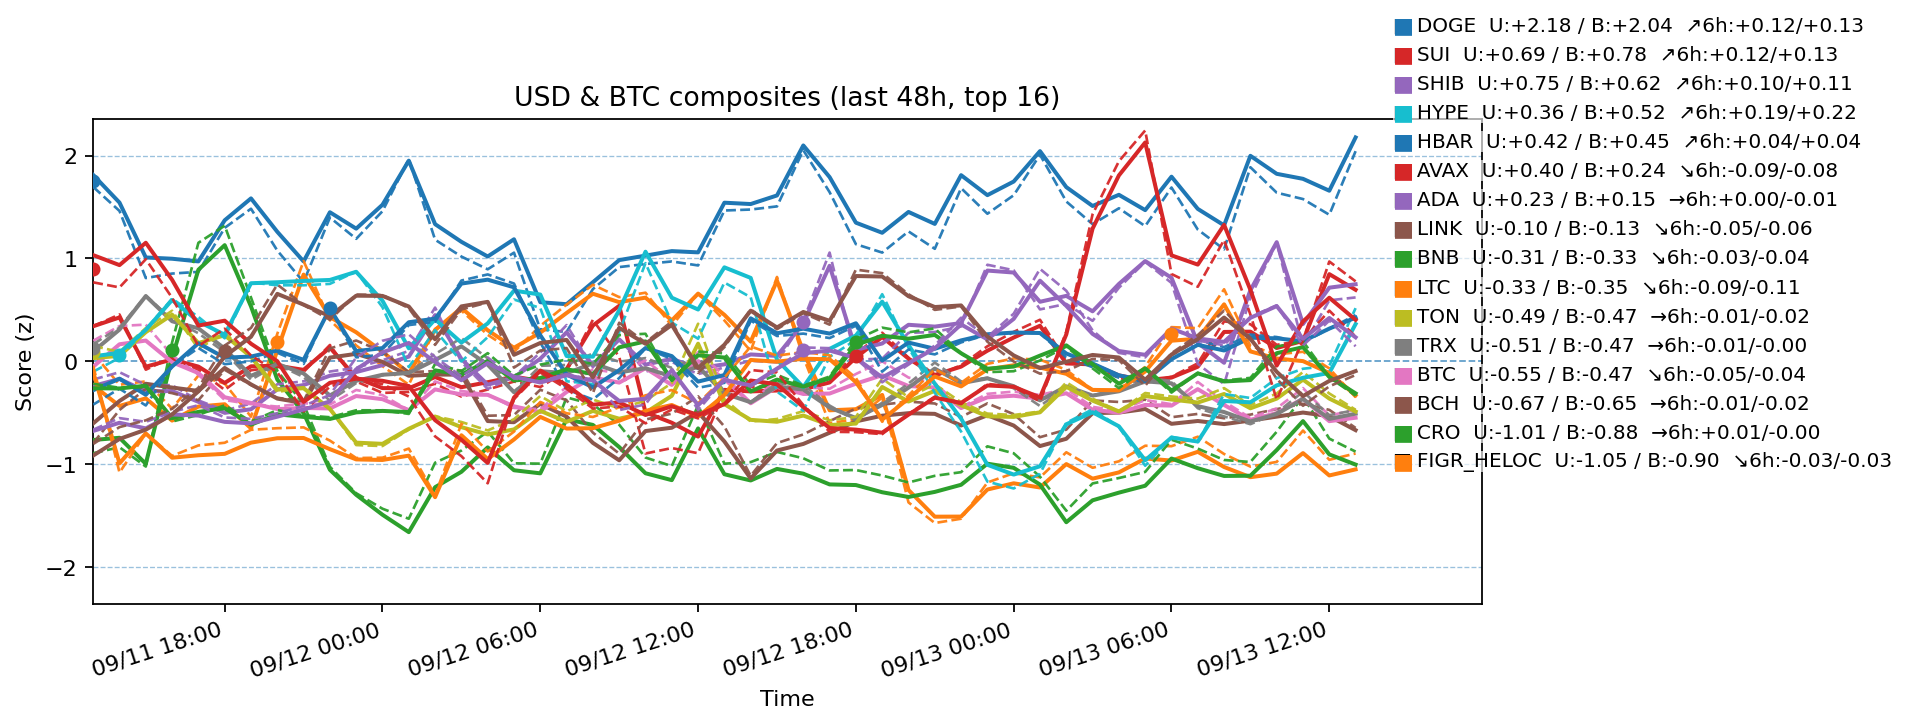 DOGE  U:+2.18 / B:+2.04  ↗6h:+0.12/+0.13
SUI  U:+0.69 / B:+0.78  ↗6h:+0.12/+0.13
SHIB  U:+0.75 / B:+0.62  ↗6h:+0.10/+0.11
HYPE  U:+0.36 / B:+0.52  ↗6h:+0.19/+0.22
HBAR  U:+0.42 / B:+0.45  ↗6h:+0.04/+0.04
AVAX  U:+0.40 / B:+0.24  ↘6h:-0.09/-0.08
ADA  U:+0.23 / B:+0.15  →6h:+0.00/-0.01
LINK  U:-0.10 / B:-0.13  ↘6h:-0.05/-0.06
BNB  U:-0.31 / B:-0.33  ↘6h:-0.03/-0.04
LTC  U:-0.33 / B:-0.35  ↘6h:-0.09/-0.11
TON  U:-0.49 / B:-0.47  →6h:-0.01/-0.02
TRX  U:-0.51 / B:-0.47  →6h:-0.01/-0.00
BTC  U:-0.55 / B:-0.47  ↘6h:-0.05/-0.04
BCH  U:-0.67 / B:-0.65  →6h:-0.01/-0.02
CRO  U:-1.01 / B:-0.88  →6h:+0.01/-0.00
FIGR_HELOC  U:-1.05 / B:-0.90  ↘6h:-0.03/-0.03
USD & BTC composites (last 48h, top 16)
Score (z)
2
1
0
−1
−2
09/11 18:00
09/12 00:00
09/12 06:00
09/12 12:00
09/12 18:00
09/13 00:00
09/13 06:00
09/13 12:00
Time